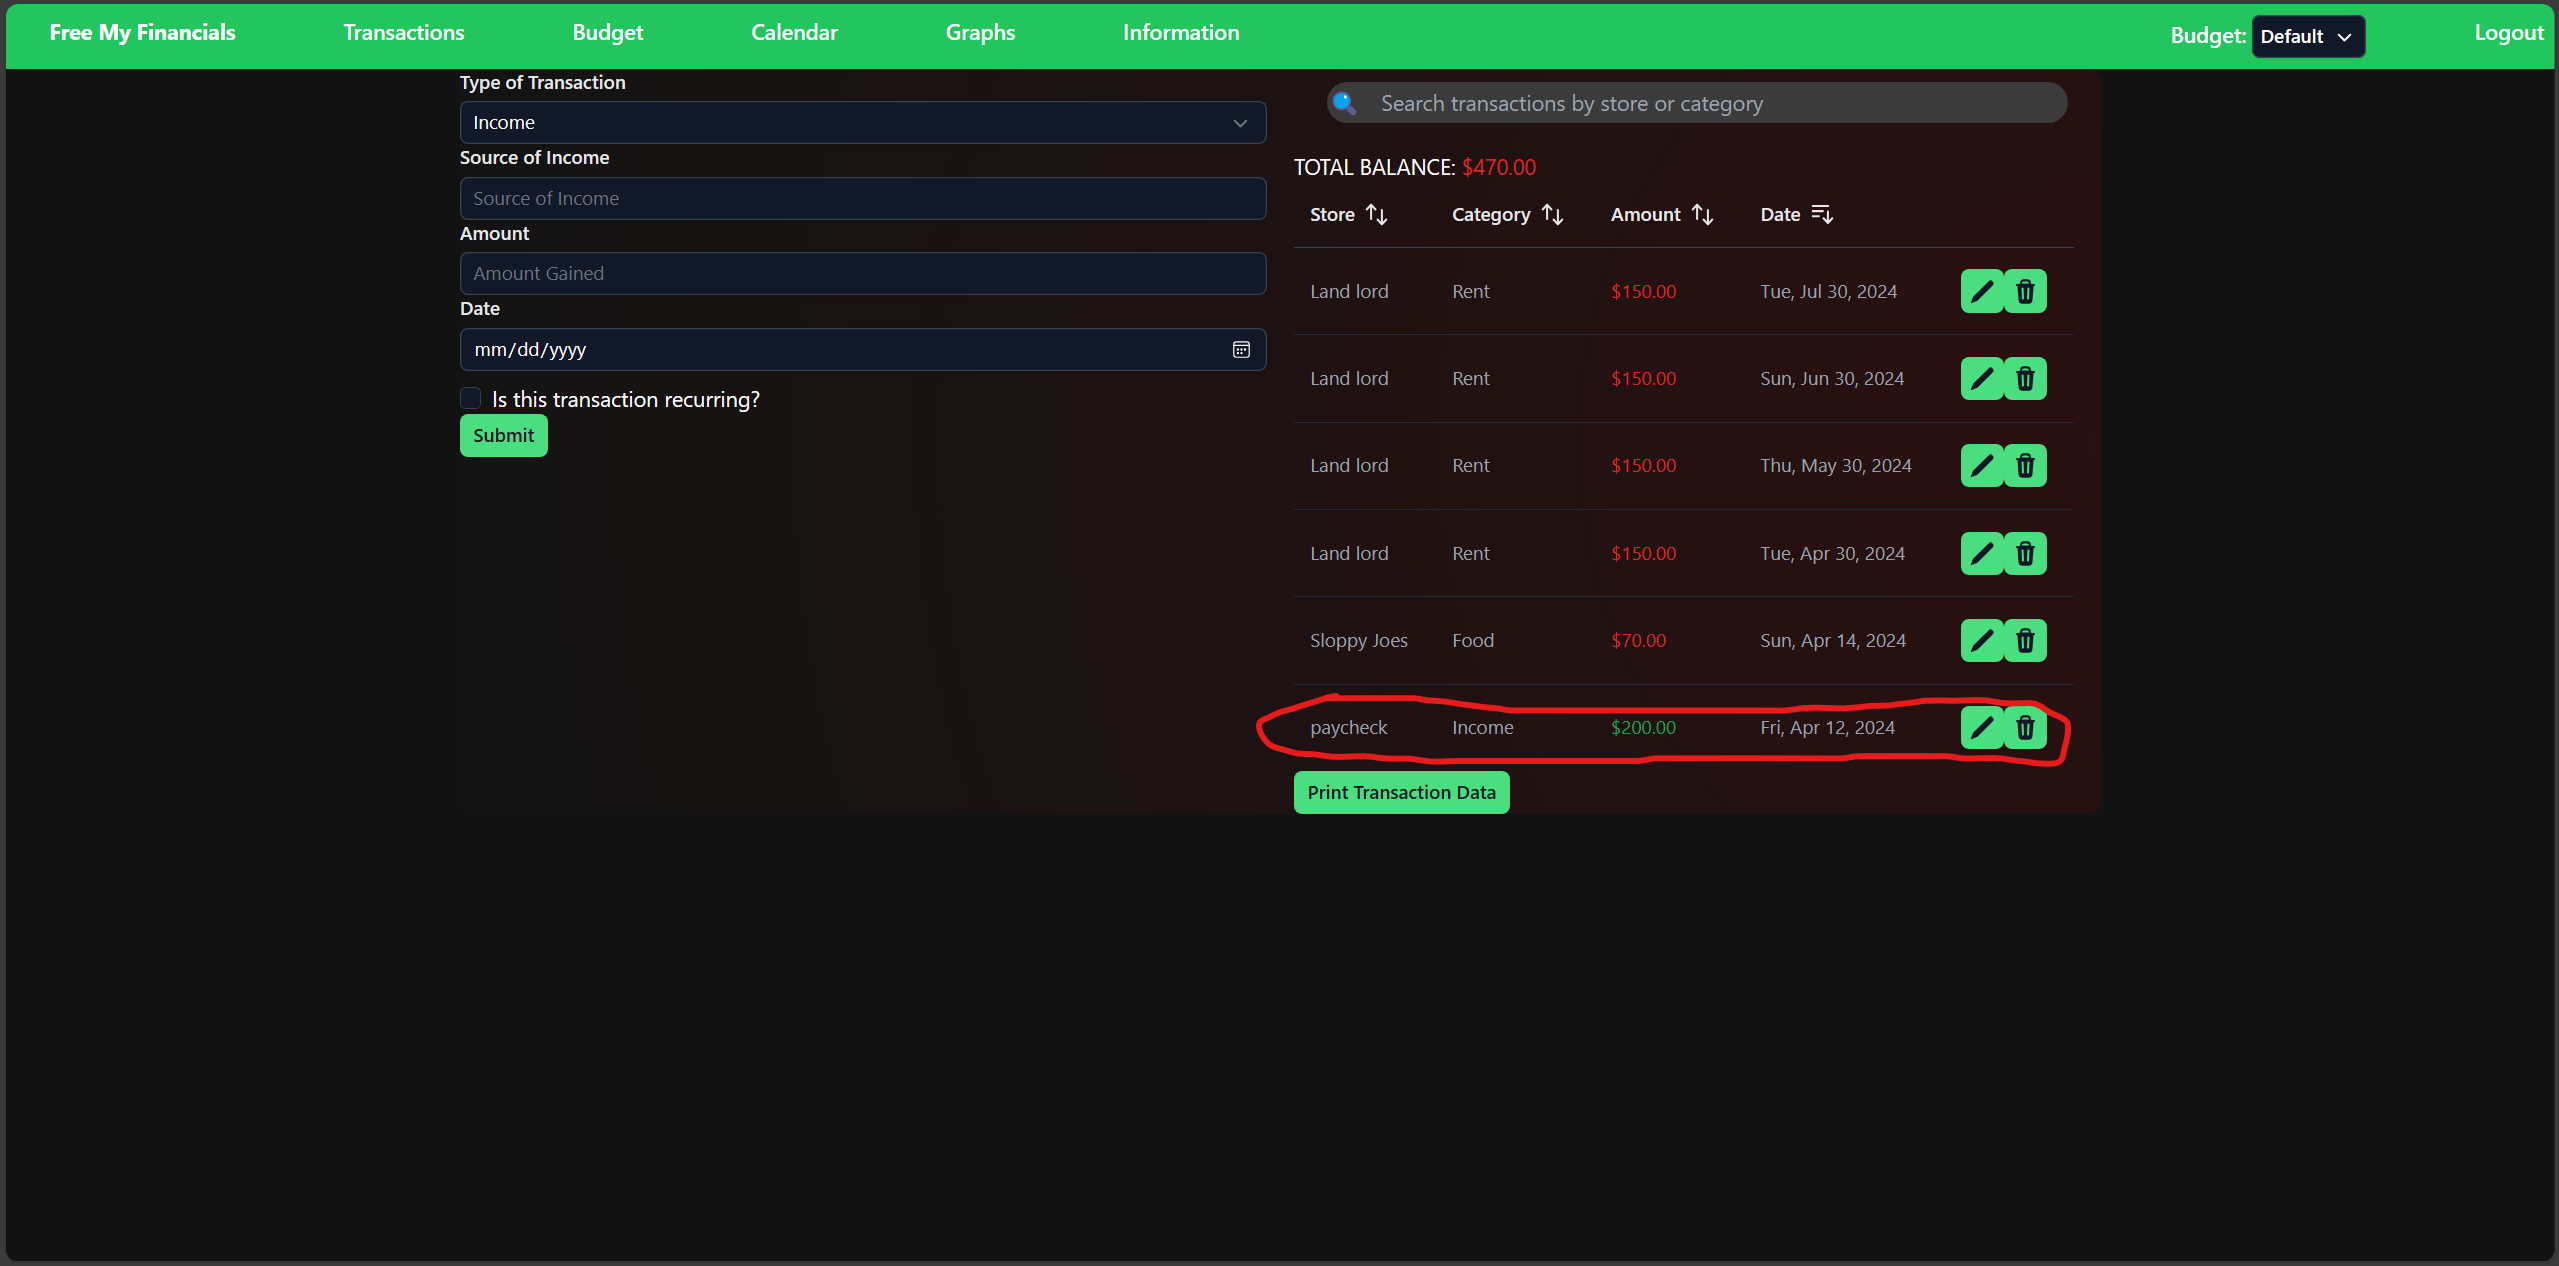 Free My Financials Transactions Budget Calendar Graphs Information Budget: Default Logout
Type of Transaction
Income
Source of Income
Source of Income
Amount
Amount Gained
Date
mm/dd/yyyy
Is this transaction recurring?
Submit
Search transactions by store or category
TOTAL BALANCE: $470.00
Store Category Amount Date
Land lord Rent $150.00 Tue, Jul 30, 2024
Land lord Rent $150.00 Sun, Jun 30, 2024
Land lord Rent $150.00 Thu, May 30, 2024
Land lord Rent $150.00 Tue, Apr 30, 2024
Sloppy Joes Food $70.00 Sun, Apr 14, 2024
paycheck Income $200.00 Fri, Apr 12, 2024
Print Transaction Data